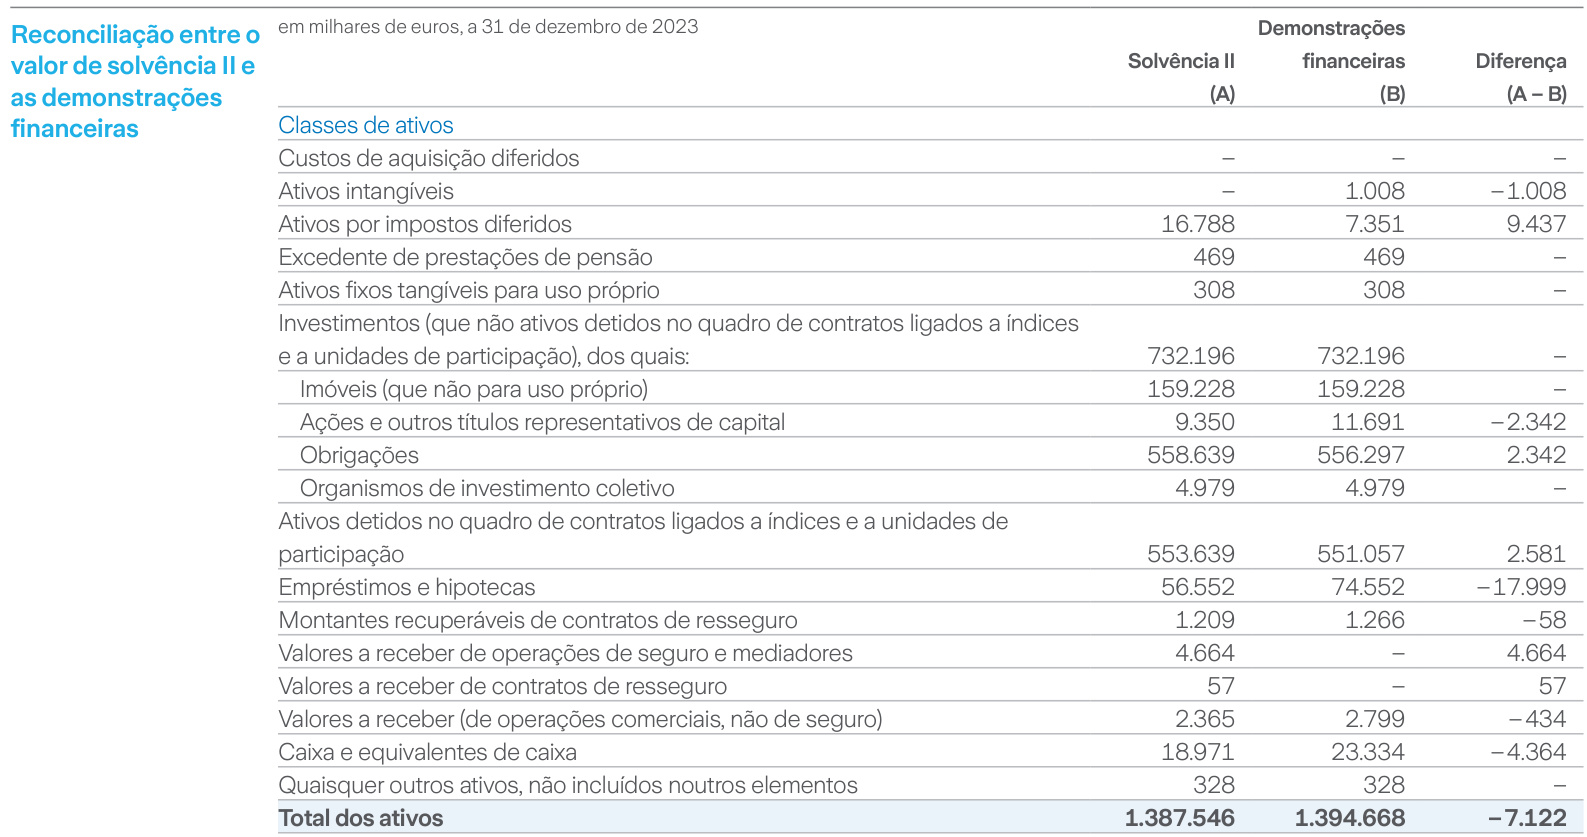 Reconciliação entre o
valor de solvência II e
as demonstrações
financeiras
em milhares de euros, a 31 de dezembro de 2023
Demonstrações
Solvência II financeiras Diferença
(A) (B) (A – B)
Classes de ativos
Custos de aquisição diferidos – – –
Ativos intangíveis – 1.008 –1.008
Ativos por impostos diferidos 16.788 7.351 9.437
Excedente de prestações de pensão 469 469 –
Ativos fixos tangíveis para uso próprio 308 308 –
Investimentos (que não ativos detidos no quadro de contratos ligados a índices
e a unidades de participação), dos quais: 732.196 732.196 –
Imóveis (que não para uso próprio) 159.228 159.228 –
Ações e outros títulos representativos de capital 9.350 11.691 –2.342
Obrigações 558.639 556.297 2.342
Organismos de investimento coletivo 4.979 4.979 –
Ativos detidos no quadro de contratos ligados a índices e a unidades de
participação 553.639 551.057 2.581
Empréstimos e hipotecas 56.552 74.552 –17.999
Montantes recuperáveis de contratos de resseguro 1.209 1.266 –58
Valores a receber de operações de seguro e mediadores 4.664 – 4.664
Valores a receber de contratos de resseguro 57 – 57
Valores a receber (de operações comerciais, não de seguro) 2.365 2.799 –434
Caixa e equivalentes de caixa 18.971 23.334 –4.364
Quaisquer outros ativos, não incluídos noutros elementos 328 328 –
Total dos ativos 1.387.546 1.394.668 –7.122